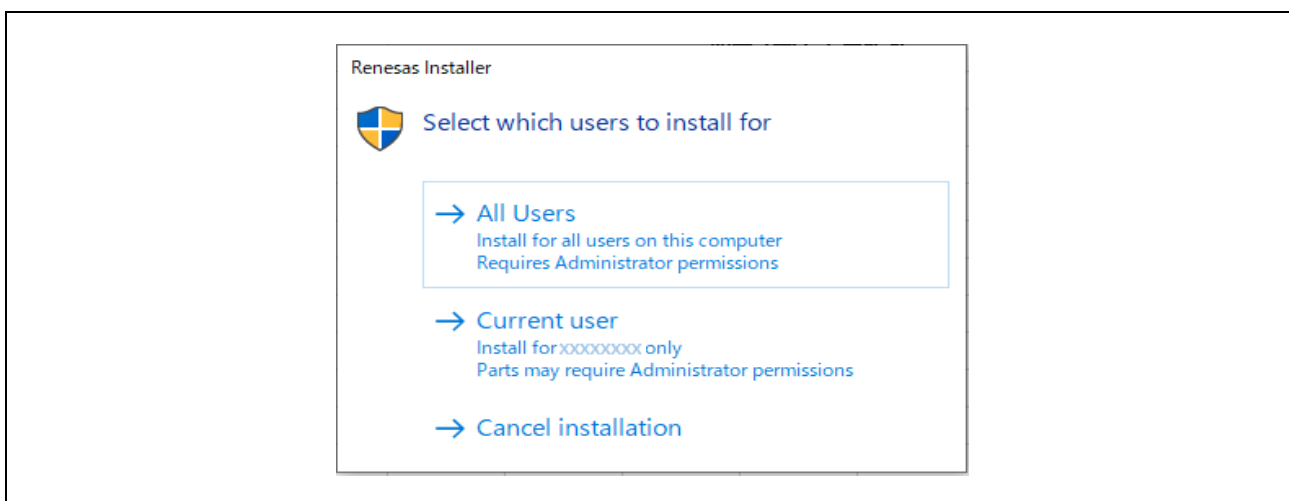 Renesas Installer
Select which users to install for
All Users
Install for all users on this computer
Requires Administrator permissions
Current user
Install for xxxxxxxx only
Parts may require Administrator permissions
Cancel installation